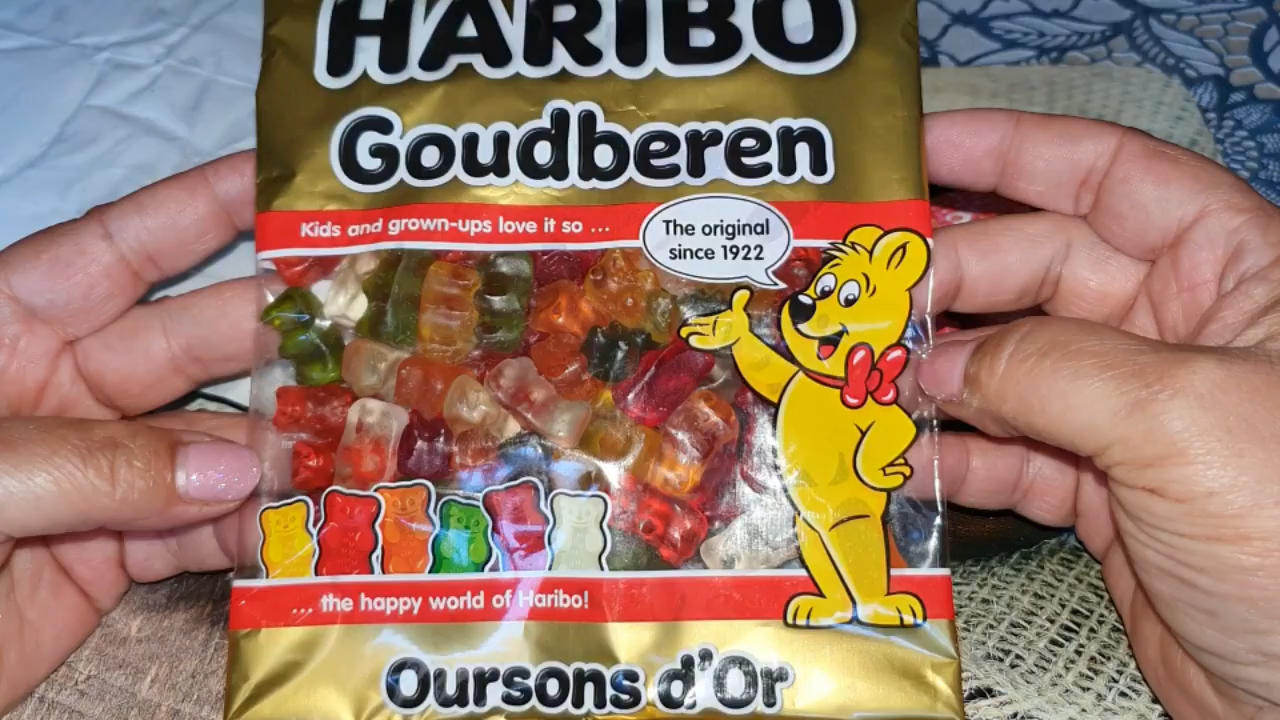 HARIBO
Goudberen
Kids and grown-ups love it so ...
The original
since 1922
... the happy world of Haribo!
Oursons d'Or